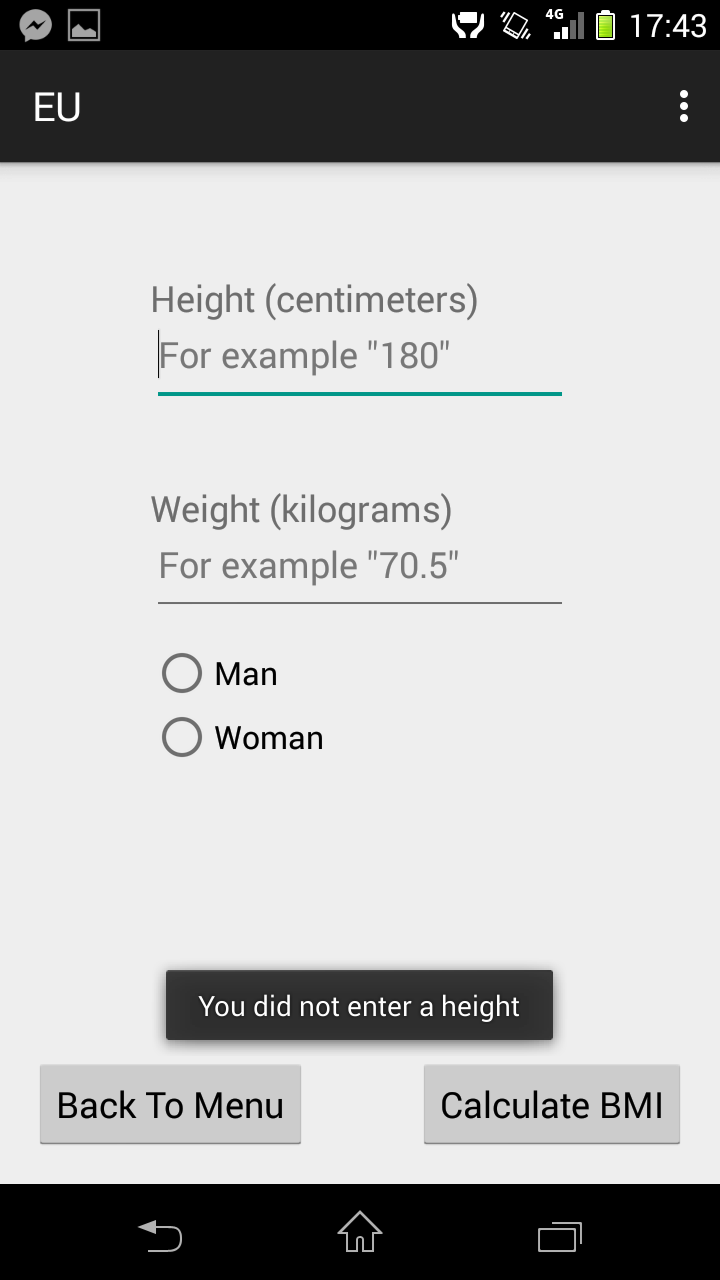 4G 17:43
EU
Height (centimeters)
For example "180"
Weight (kilograms)
For example "70.5"
Man
Woman
You did not enter a height
Back To Menu Calculate BMI